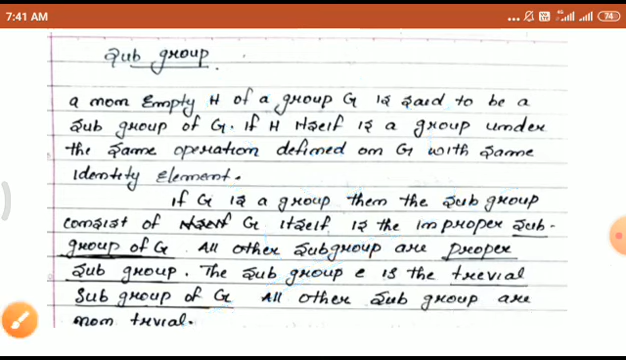 7:41 AM
74
Sub group
a non Empty H of a group G is said to be a
Sub group of G. If H Itself is a group under
the same operation defined on G with same
identity Element.
if G is a group then the Sub group
consist of G itself is the improper Sub-
group of G. All other Subgroup are proper
Sub group. The Sub group e is the trevial
Sub group of G All other Sub group are
non trvial.